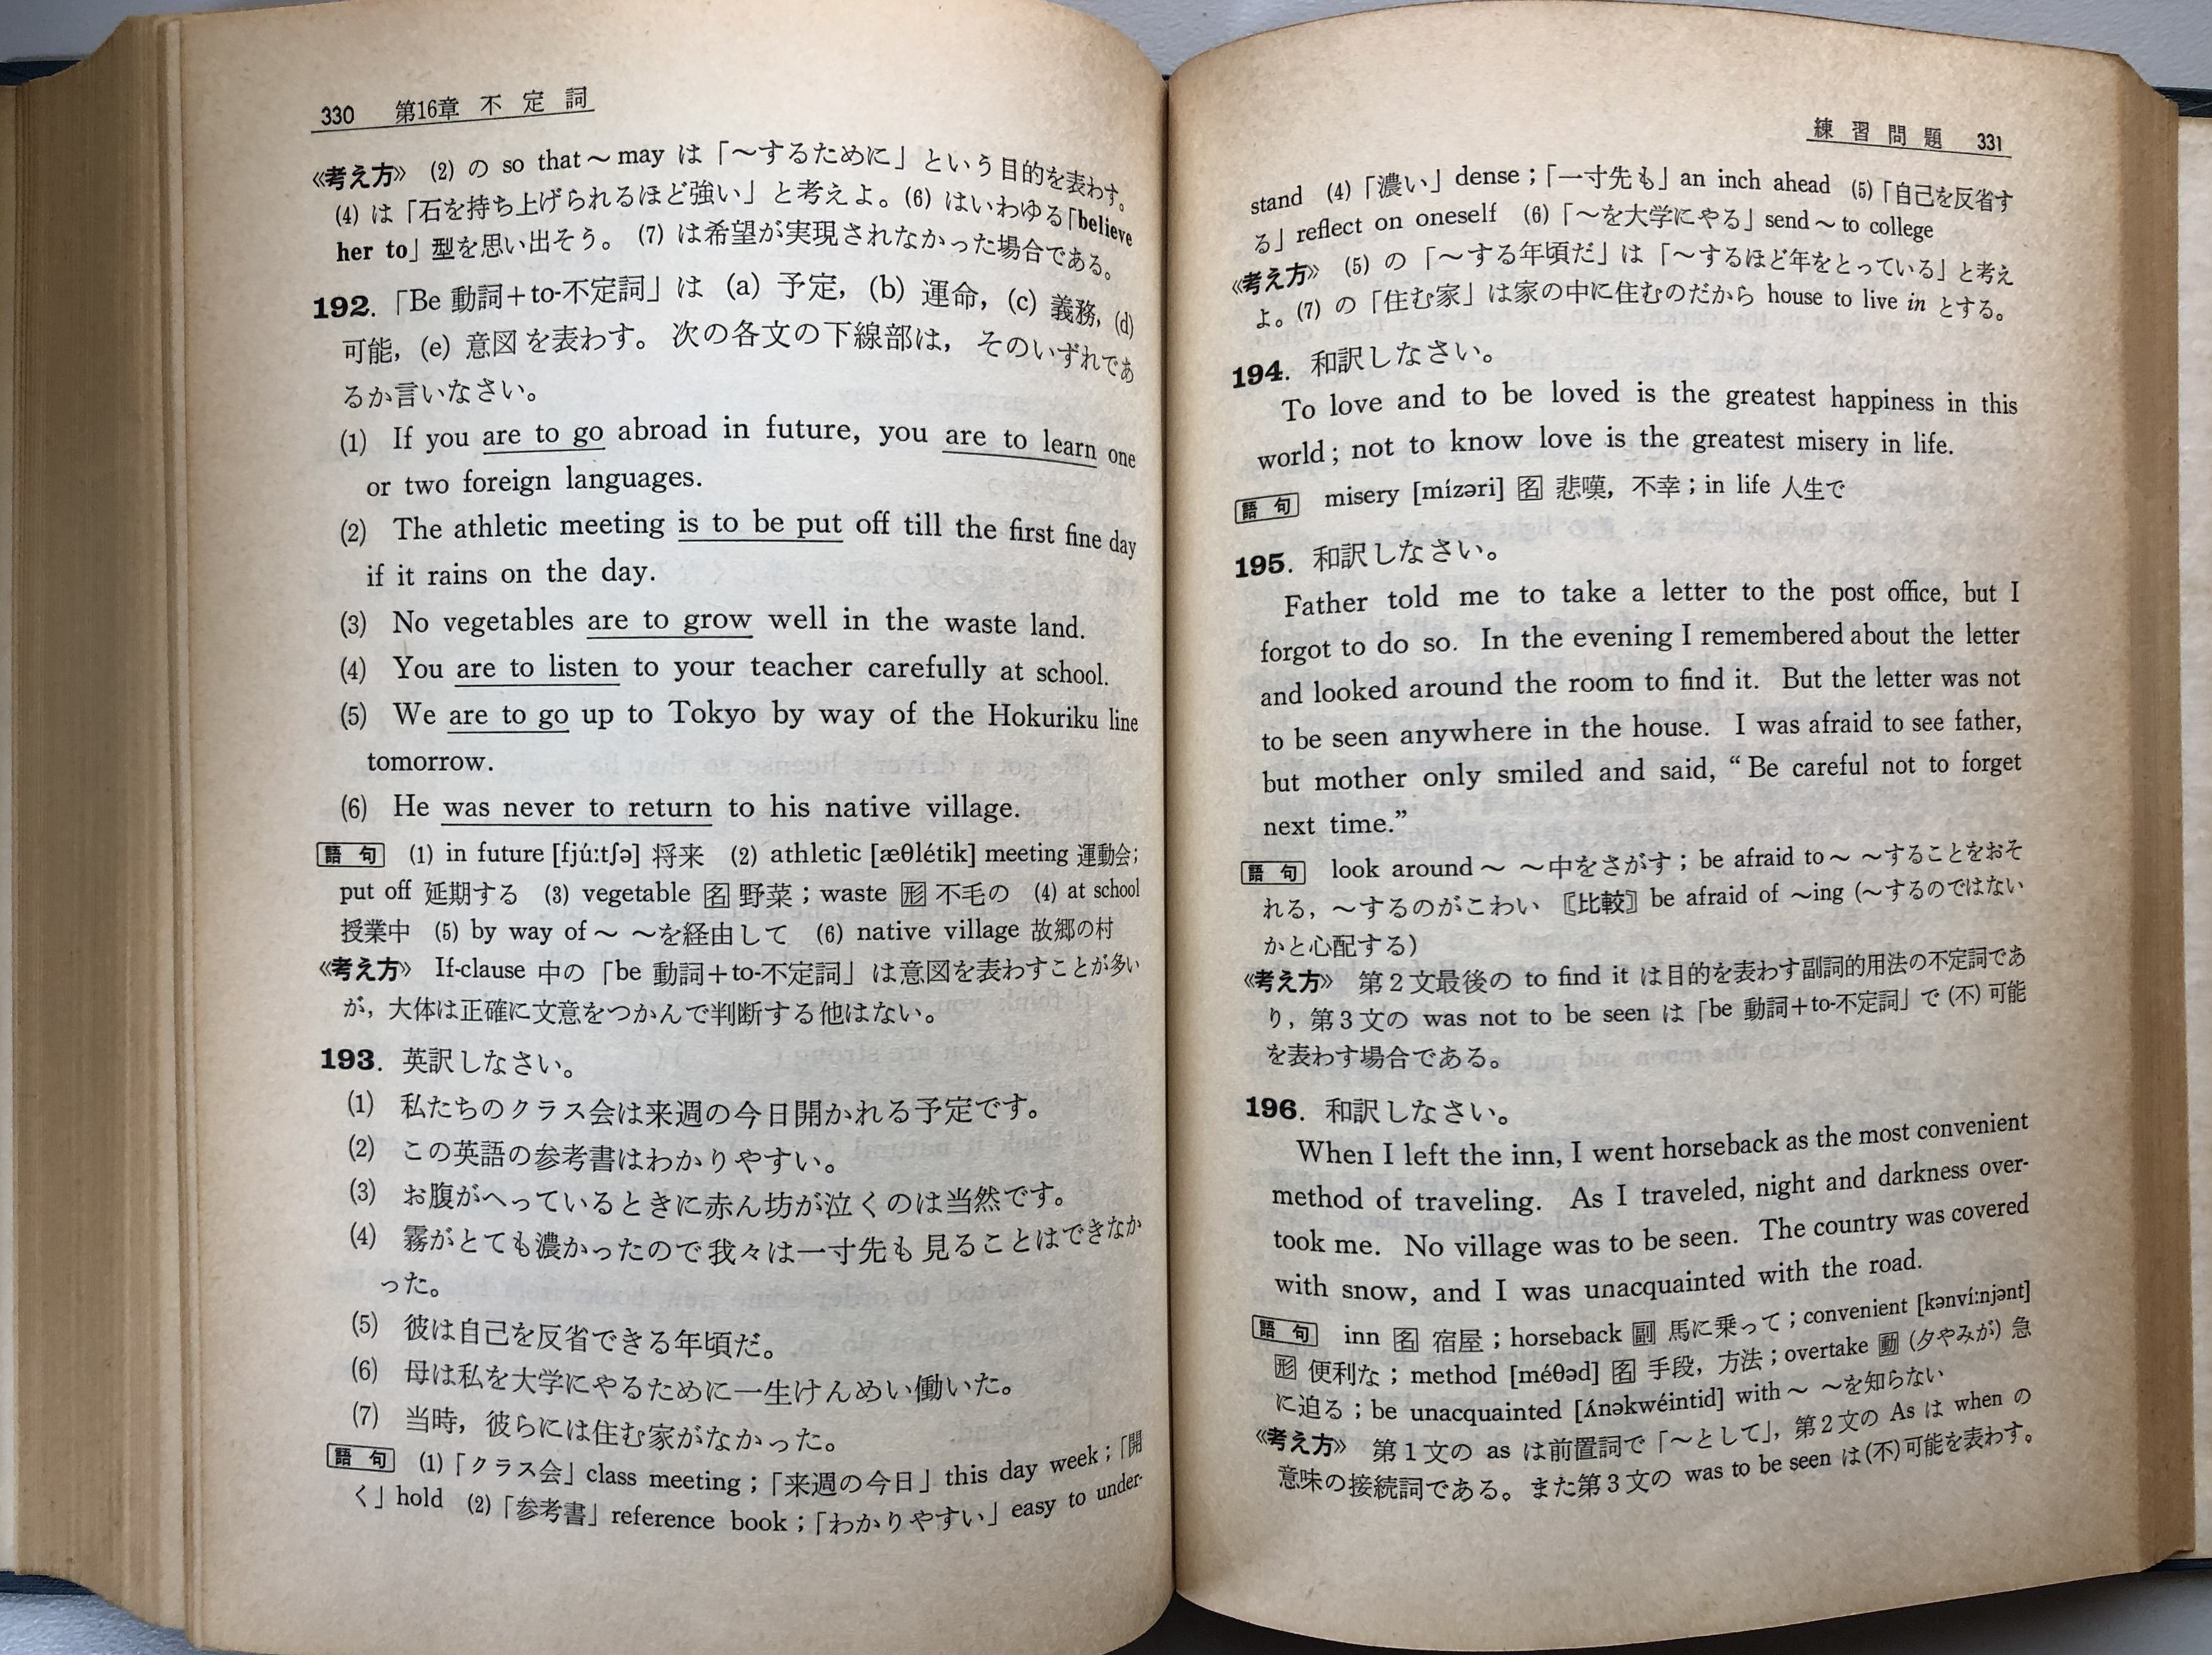 330 第16章 不定詞
《考え方》 (2) の so that～may は「～するために」という目的を表わす。
(4) は「石を持ち上げられるほど強い」と考えよ。(6) はいわゆる「believe
her to」型を思い出そう。(7) は希望が実現されなかった場合である。
192. 「Be 動詞＋to-不定詞」は (a) 予定, (b) 運命, (c) 義務, (d)
可能, (e) 意図 を表わす。次の各文の下線部は, そのいずれであ
るか言いなさい。
(1) If you are to go abroad in future, you are to learn one
or two foreign languages.
(2) The athletic meeting is to be put off till the first fine day
if it rains on the day.
(3) No vegetables are to grow well in the waste land.
(4) You are to listen to your teacher carefully at school.
(5) We are to go up to Tokyo by way of the Hokuriku line
tomorrow.
(6) He was never to return to his native village.
語句 (1) in future [fjúːtʃə] 将来 (2) athletic [æθlétik] meeting 運動会;
put off 延期する (3) vegetable 名 野菜; waste 形 不毛の (4) at school
授業中 (5) by way of～ ～を経由して (6) native village 故郷の村
《考え方》 If-clause 中の「be 動詞＋to-不定詞」は意図を表わすことが多い
が, 大体は正確に文意をつかんで判断する他はない。
193. 英訳しなさい。
(1) 私たちのクラス会は来週の今日開かれる予定です。
(2) この英語の参考書はわかりやすい。
(3) お腹がへっているときに赤ん坊が泣くのは当然です。
(4) 霧がとても濃かったので我々は一寸先も見ることはできなか
った。
(5) 彼は自己を反省できる年頃だ。
(6) 母は私を大学にやるために一生けんめい働いた。
(7) 当時, 彼らには住む家がなかった。
語句 (1)「クラス会」class meeting;「来週の今日」this day week;「開
く」hold (2)「参考書」reference book;「わかりやすい」easy to under-
練習問題 331
stand (4)「濃い」dense;「一寸先も」an inch ahead (5)「自己を反省す
る」reflect on oneself (6)「～を大学にやる」send～to college
《考え方》 (5) の「～する年頃だ」は「～するほど年をとっている」と考え
よ。(7) の「住む家」は家の中に住むのだから house to live in とする。
194. 和訳しなさい。
To love and to be loved is the greatest happiness in this
world; not to know love is the greatest misery in life.
語句 misery [mízəri] 名 悲嘆, 不幸; in life 人生で
195. 和訳しなさい。
Father told me to take a letter to the post office, but I
forgot to do so. In the evening I remembered about the letter
and looked around the room to find it. But the letter was not
to be seen anywhere in the house. I was afraid to see father,
but mother only smiled and said, “Be careful not to forget
next time.”
語句 look around～ ～中をさがす; be afraid to～ ～することをおそ
れる, ～するのがこわい 〖比較〗 be afraid of ～ing (～するのではない
かと心配する)
《考え方》 第2文最後の to find it は目的を表わす副詞的用法の不定詞であ
り, 第3文の was not to be seen は「be 動詞＋to-不定詞」で (不) 可能
を表わす場合である。
196. 和訳しなさい。
When I left the inn, I went horseback as the most convenient
method of traveling. As I traveled, night and darkness over-
took me. No village was to be seen. The country was covered
with snow, and I was unacquainted with the road.
語句 inn 名 宿屋; horseback 副 馬に乗って; convenient [kənvíːnjənt]
形 便利な; method [méθəd] 名 手段, 方法; overtake 動 (夕やみが) 急
に迫る; be unacquainted [ʌ́nəkwéintid] with～ ～を知らない
《考え方》 第1文の as は前置詞で「～として」, 第2文の As は when の
意味の接続詞である。また第3文の was to be seen は(不)可能を表わす。